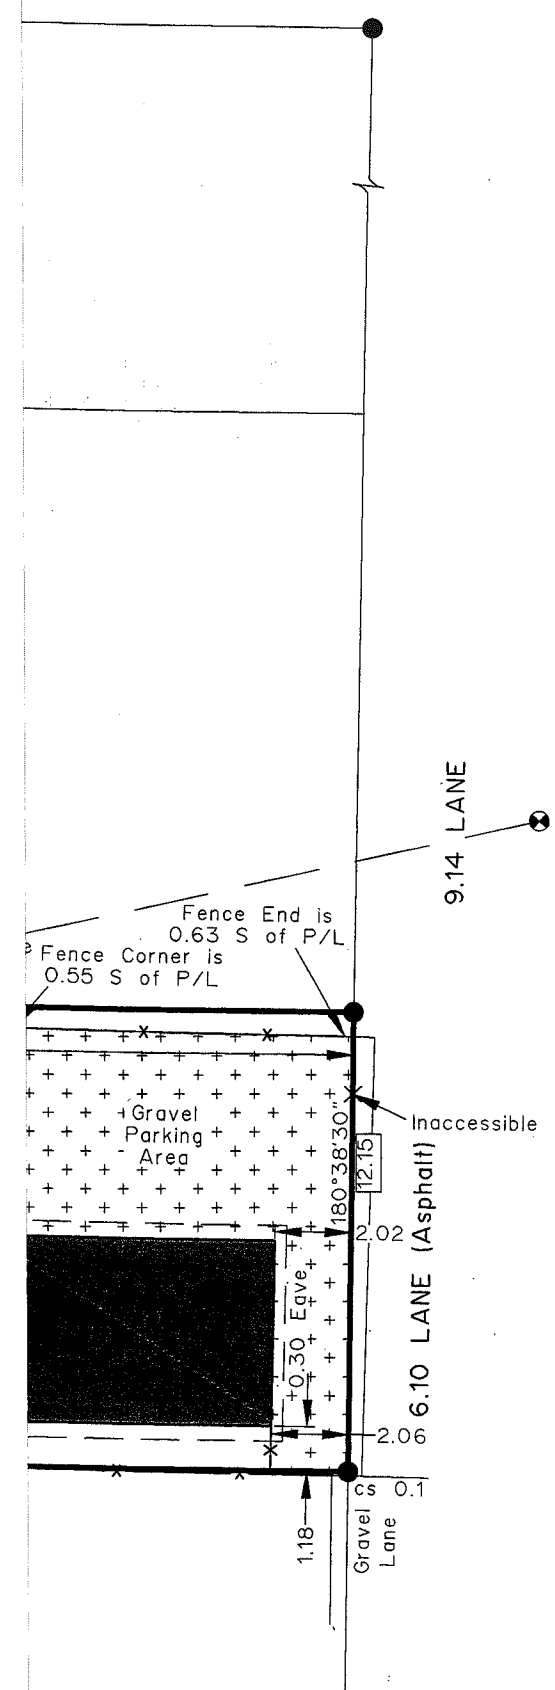 9.14 LANE
Fence End is
0.63 S of P/L
Fence Corner is
0.55 S of P/L
Gravel
Parking
Area
180°38'30"
12.15
Inaccessible
2.02
0.30 Eave
6.10 LANE (Asphalt)
2.06
cs 0.1
1.18
Gravel
Lane